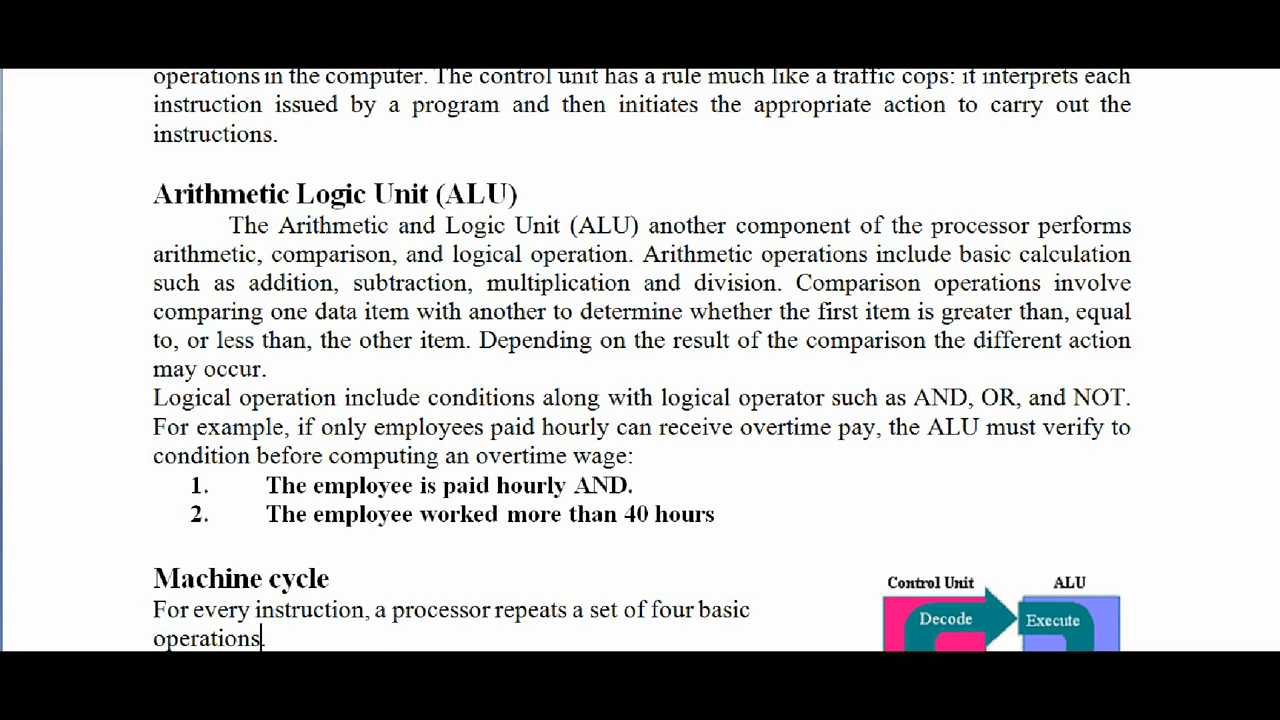 operations in the computer. The control unit has a rule much like a traffic cops: it interprets each
instruction issued by a program and then initiates the appropriate action to carry out the
instructions.
Arithmetic Logic Unit (ALU)
The Arithmetic and Logic Unit (ALU) another component of the processor performs
arithmetic, comparison, and logical operation. Arithmetic operations include basic calculation
such as addition, subtraction, multiplication and division. Comparison operations involve
comparing one data item with another to determine whether the first item is greater than, equal
to, or less than, the other item. Depending on the result of the comparison the different action
may occur.
Logical operation include conditions along with logical operator such as AND, OR, and NOT.
For example, if only employees paid hourly can receive overtime pay, the ALU must verify to
condition before computing an overtime wage:
1. The employee is paid hourly AND.
2. The employee worked more than 40 hours
Machine cycle
For every instruction, a processor repeats a set of four basic
operations.
Control Unit ALU
Decode Execute